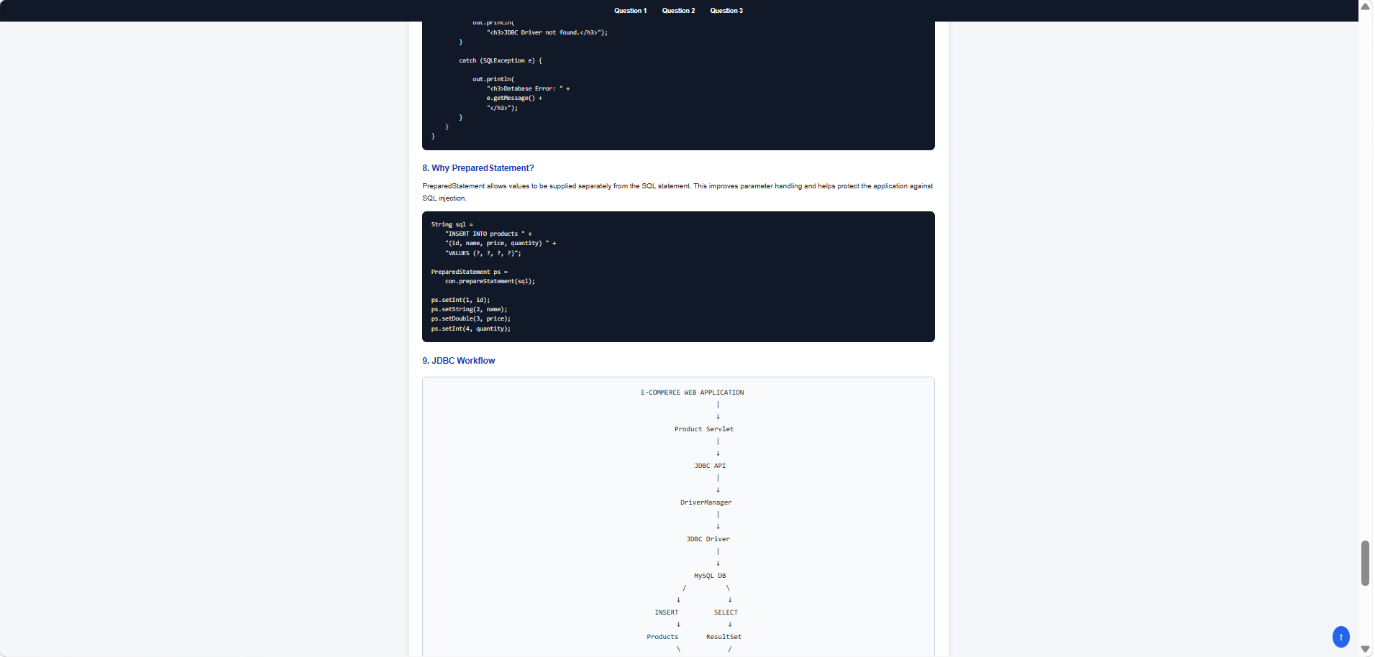 Question 1 Question 2 Question 3
out.println(
"<h3>JDBC Driver not found.</h3>");
}
catch (SQLException e) {
out.println(
"<h3>Database Error: " +
e.getMessage() +
"</h3>");
}
}
}
8. Why PreparedStatement?
PreparedStatement allows values to be supplied separately from the SQL statement. This improves parameter handling and helps protect the application against
SQL injection.
String sql =
"INSERT INTO products " +
"(id, name, price, quantity) " +
"VALUES (?, ?, ?, ?)";
PreparedStatement ps =
con.prepareStatement(sql);
ps.setInt(1, id);
ps.setString(2, name);
ps.setDouble(3, price);
ps.setInt(4, quantity);
9. JDBC Workflow
E-COMMERCE WEB APPLICATION
|
↓
Product Servlet
|
↓
JDBC API
|
↓
DriverManager
|
↓
JDBC Driver
|
↓
MySQL DB
/ \
↓ ↓
INSERT SELECT
↓ ↓
Products ResultSet
\ /
↑